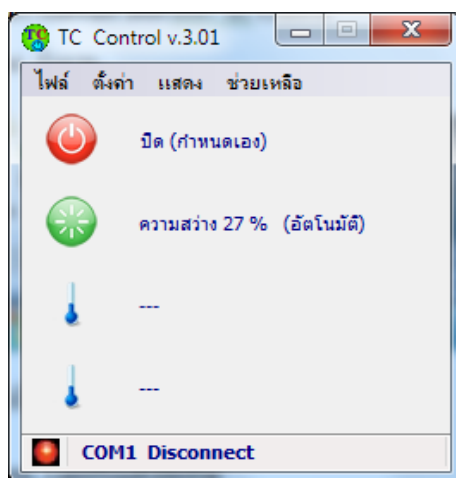 TC Control v.3.01
ไฟล์ ตั้งค่า แสดง ช่วยเหลือ
ปิด (กำหนดเอง)
ความสว่าง 27 % (อัตโนมัติ)
---
---
COM1 Disconnect